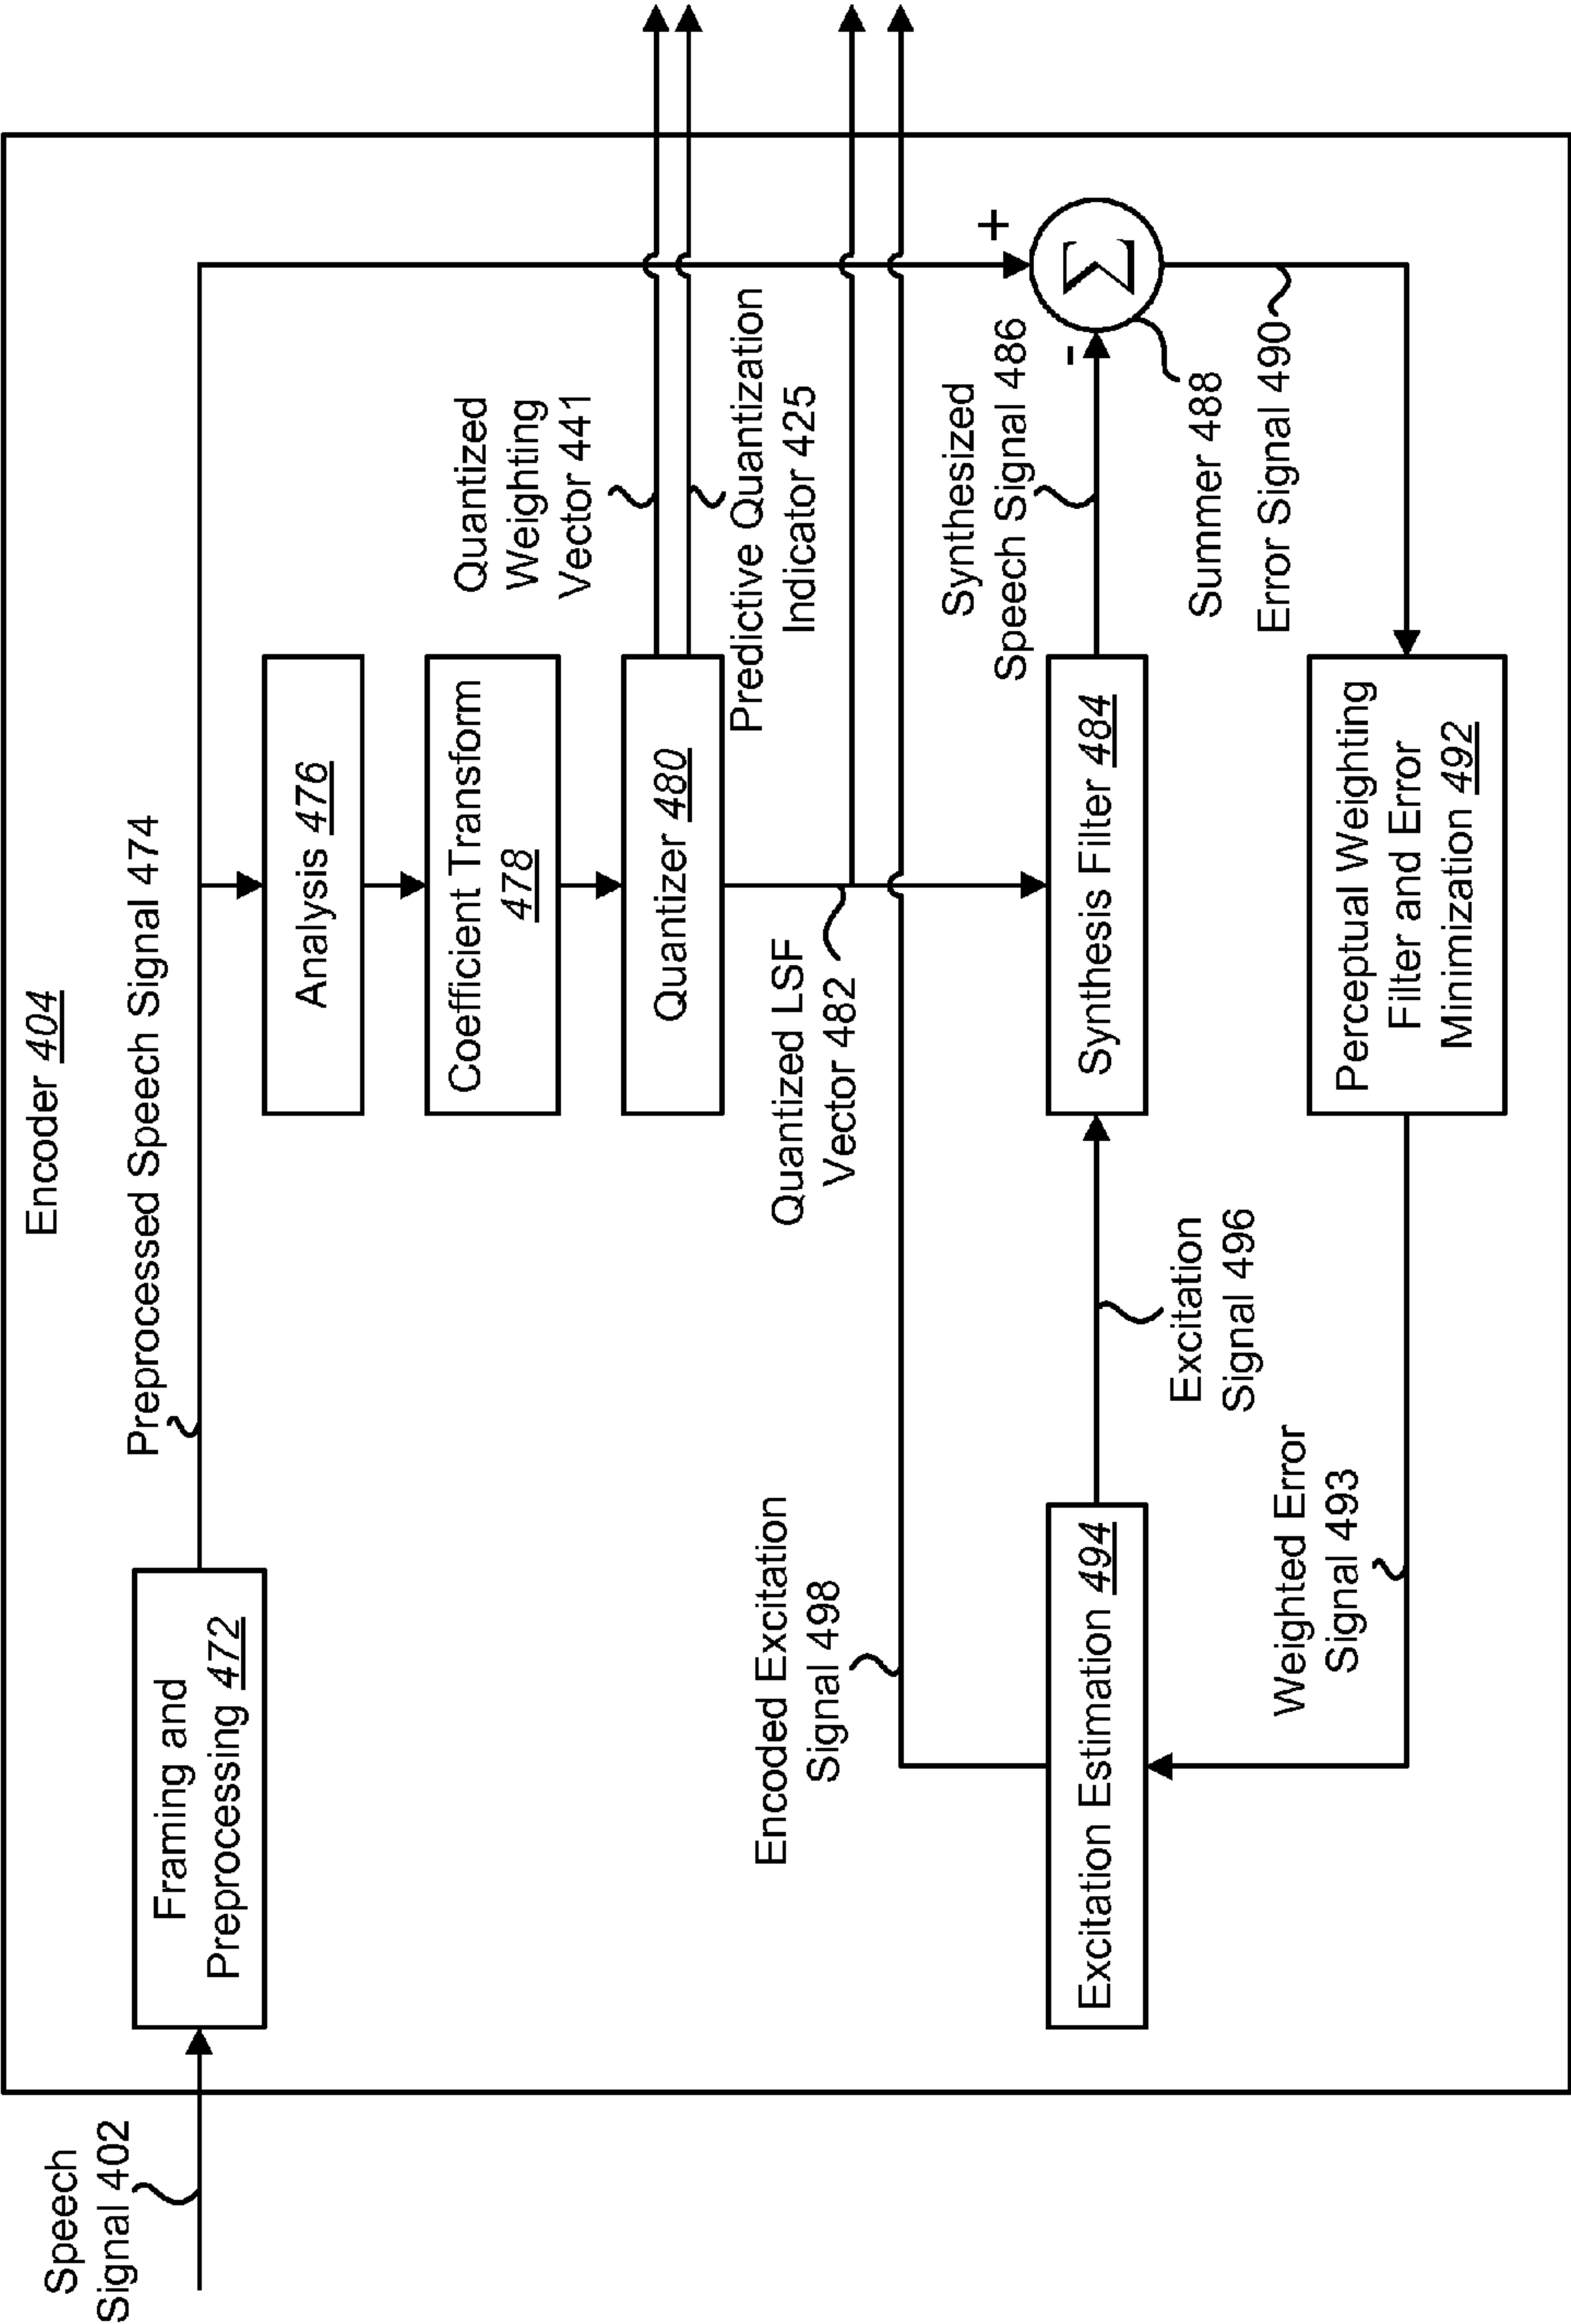 Encoder 404
Speech
Signal 402
Framing and
Preprocessing 472
Preprocessed Speech Signal 474
Analysis 476
Coefficient Transform
478
Quantizer 480
Quantized
Weighting
Vector 441
Predictive Quantization
Indicator 425
Quantized LSF
Vector 482
Encoded Excitation
Signal 498
Excitation Estimation 494
Excitation
Signal 496
Synthesis Filter 484
Synthesized
Speech Signal 486
+
-
Σ
Summer 488
Error Signal 490
Perceptual Weighting
Filter and Error
Minimization 492
Weighted Error
Signal 493